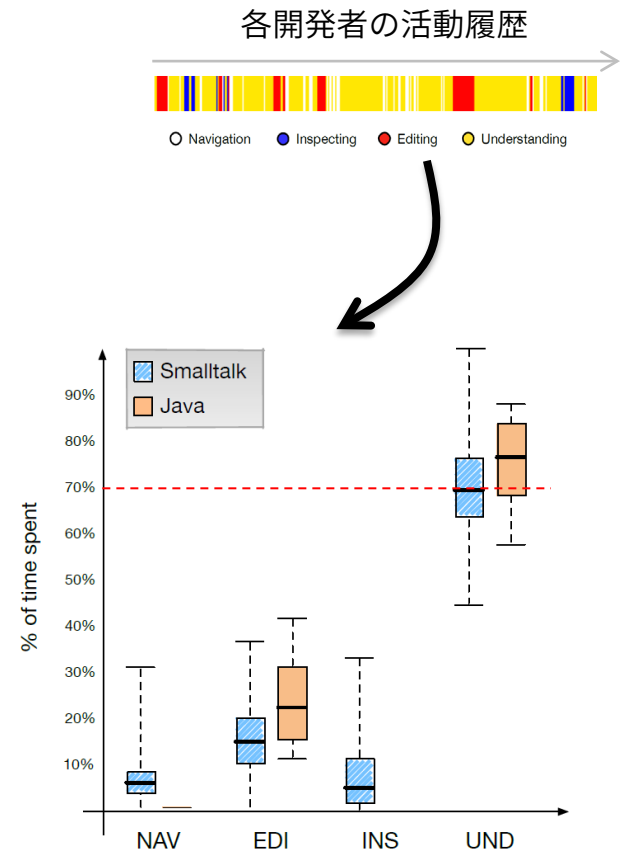 各開発者の活動履歴
Navigation Inspecting Editing Understanding
Smalltalk
Java
90%
80%
70%
60%
50%
40%
30%
20%
10%
% of time spent
NAV EDI INS UND